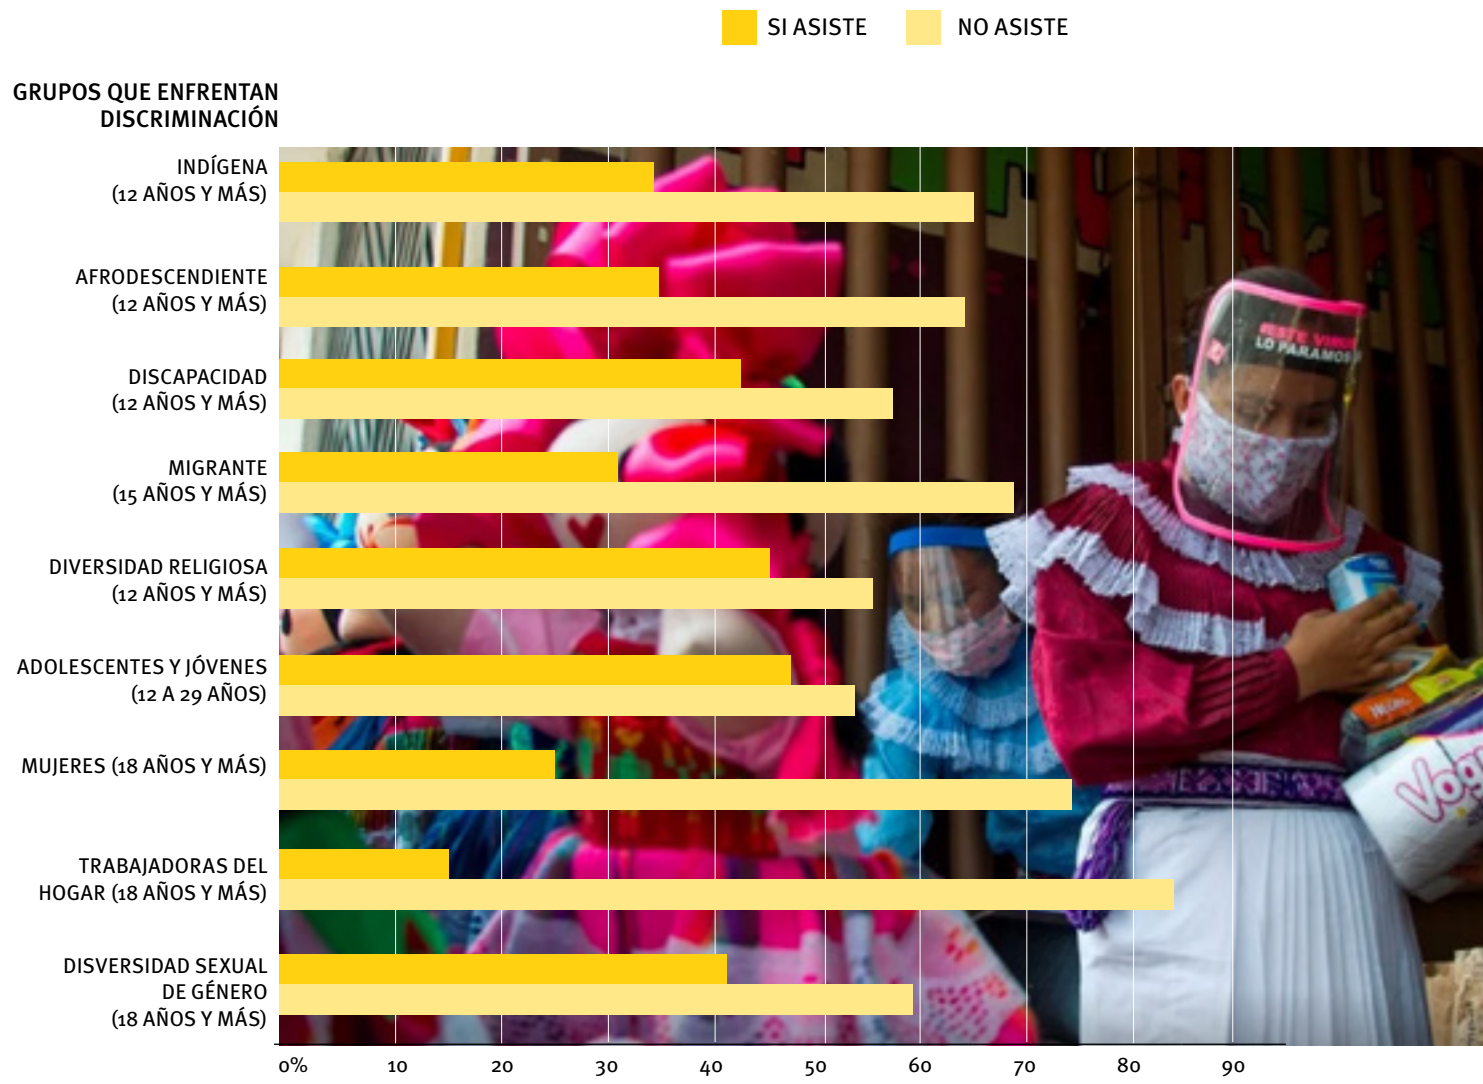 SI ASISTE
NO ASISTE
GRUPOS QUE ENFRENTAN
DISCRIMINACIÓN
INDÍGENA
(12 AÑOS Y MÁS)
AFRODESCENDIENTE
(12 AÑOS Y MÁS)
DISCAPACIDAD
(12 AÑOS Y MÁS)
MIGRANTE
(15 AÑOS Y MÁS)
DIVERSIDAD RELIGIOSA
(12 AÑOS Y MÁS)
ADOLESCENTES Y JÓVENES
(12 A 29 AÑOS)
MUJERES (18 AÑOS Y MÁS)
TRABAJADORAS DEL
HOGAR (18 AÑOS Y MÁS)
DISVERSIDAD SEXUAL
DE GÉNERO
(18 AÑOS Y MÁS)
0% 10 20 30 40 50 60 70 80 90
#ESTE VIRUS
LO PARAMOS